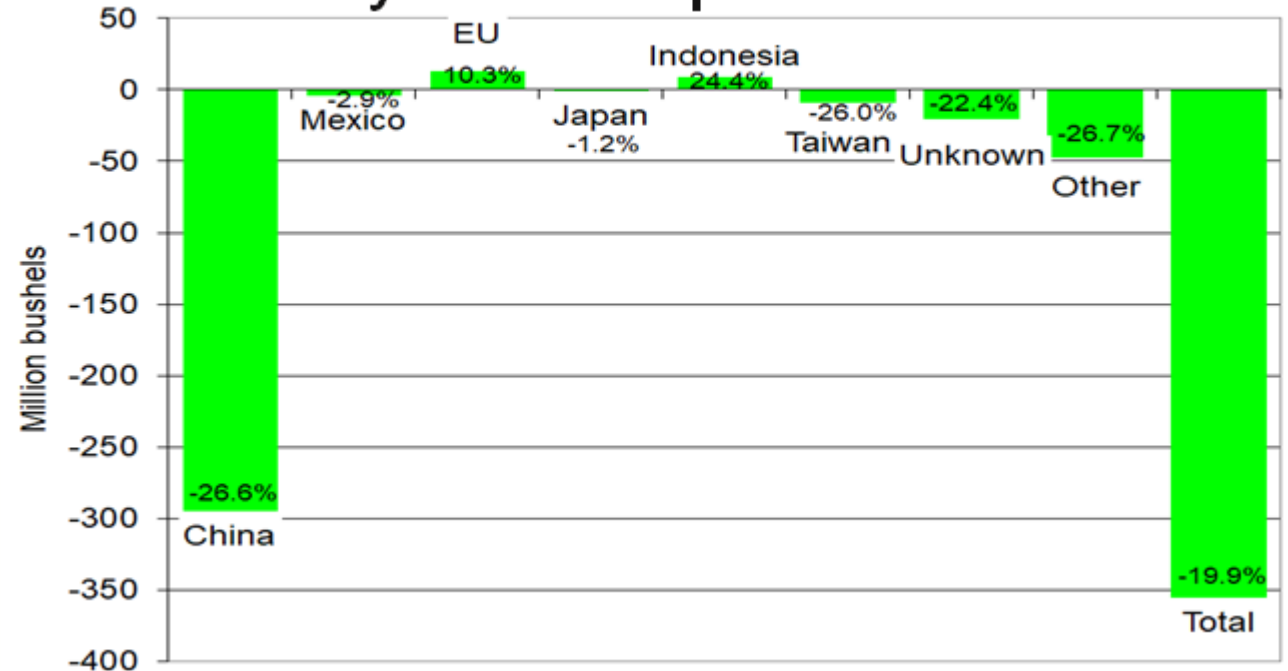 50
0
-50
-100
-150
-200
-250
-300
-350
-400
Million bushels
-26.6%
China
-2.9%
Mexico
EU
10.3%
Japan
-1.2%
Indonesia
24.4%
-26.0%
Taiwan
-22.4%
Unknown
-26.7%
Other
-19.9%
Total